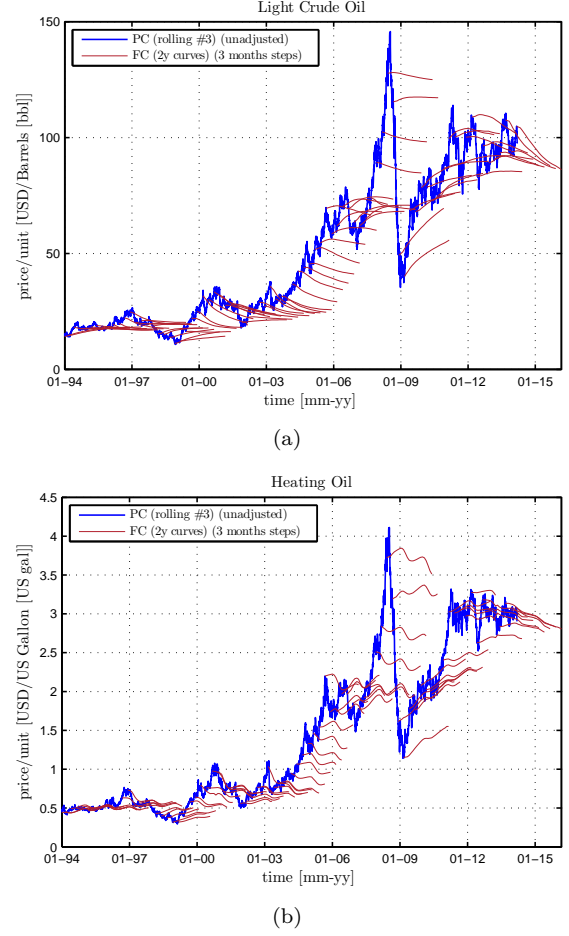 Light Crude Oil
150
100
50
0
price/unit [USD/Barrels [bbl]]
PC (rolling #3) (unadjusted)
FC (2y curves) (3 months steps)
01−94 01−97 01−00 01−03 01−06 01−09 01−12 01−15
time [mm-yy]
(a)
Heating Oil
4.5
4
3.5
3
2.5
2
1.5
1
0.5
0
price/unit [USD/US Gallon [US gal]]
PC (rolling #3) (unadjusted)
FC (2y curves) (3 months steps)
01−94 01−97 01−00 01−03 01−06 01−09 01−12 01−15
time [mm-yy]
(b)